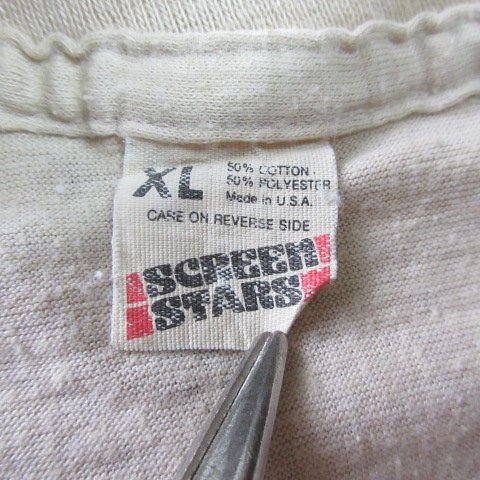 XL
50% COTTON
50% POLYESTER
Made in U.S.A.
CARE ON REVERSE SIDE
SCREEN
STARS